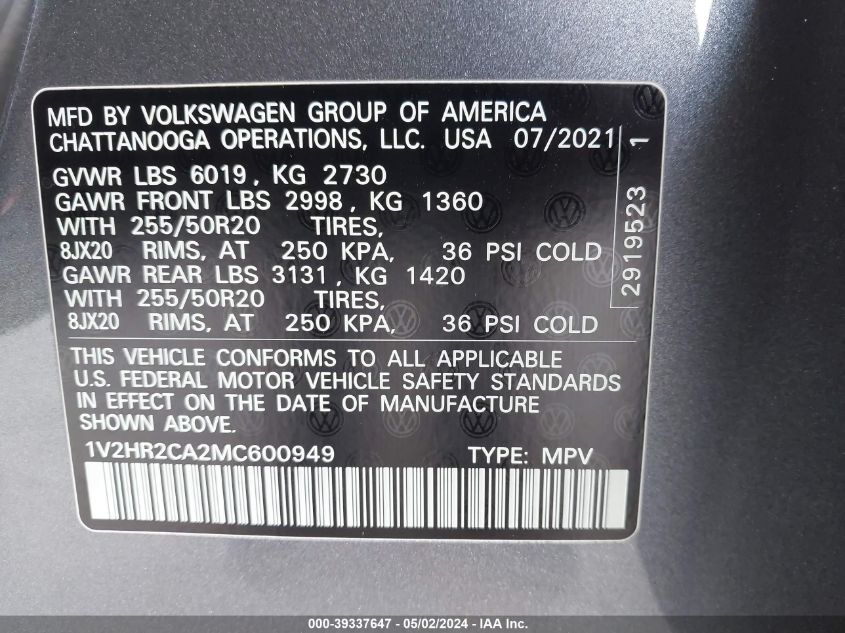 MFD BY VOLKSWAGEN GROUP OF AMERICA
CHATTANOOGA OPERATIONS, LLC. USA 07/2021
GVWR LBS 6019, KG 2730
GAWR FRONT LBS 2998, KG 1360
WITH 255/50R20 TIRES,
8JX20 RIMS, AT 250 KPA, 36 PSI COLD
GAWR REAR LBS 3131, KG 1420
WITH 255/50R20 TIRES,
8JX20 RIMS, AT 250 KPA, 36 PSI COLD
2919523 1
THIS VEHICLE CONFORMS TO ALL APPLICABLE
U.S. FEDERAL MOTOR VEHICLE SAFETY STANDARDS
IN EFFECT ON THE DATE OF MANUFACTURE
SHOWN ABOVE.
1V2HR2CA2MC600949 TYPE: MPV
000-39337647 — 05/02/2024 — IAA Inc.